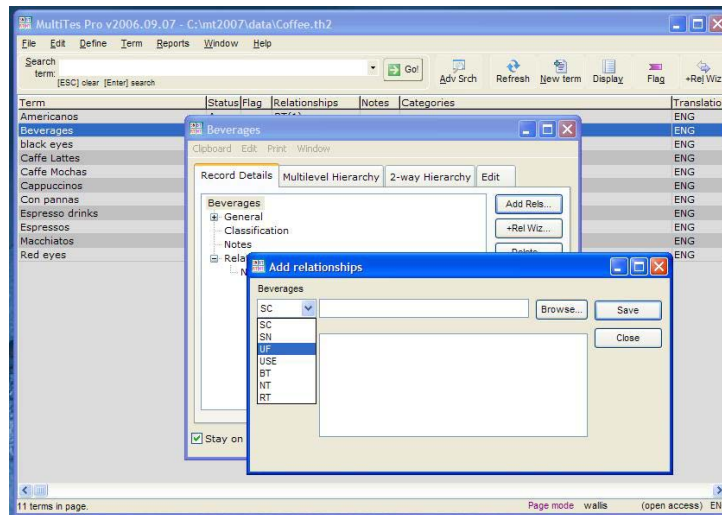 MultiTes Pro v2006.09.07 - C:\mt2007\data\Coffee.th2
File Edit Define Term Reports Window Help
Search term:
Go!
[ESC] clear [Enter] search
Adv Srch Refresh New term Display Flag +Rel Wiz
Term Status Flag Relationships Notes Categories Translatio
Americanos ENG
Beverages ENG
black eyes ENG
Caffe Lattes ENG
Caffe Mochas ENG
Cappuccinos ENG
Con pannas ENG
Espresso drinks ENG
Espressos ENG
Macchiatos ENG
Red eyes ENG
Beverages
Clipboard Edit Print Window
Record Details Multilevel Hierarchy 2-way Hierarchy Edit
Beverages
General
Classification
Notes
Rela
N
Add Rels...
+Rel Wiz...
Stay on
Add relationships
Beverages
SC
Browse... Save
Close
SC
SN
UF
USE
BT
NT
RT
11 terms in page. Page mode wallis (open access) EN